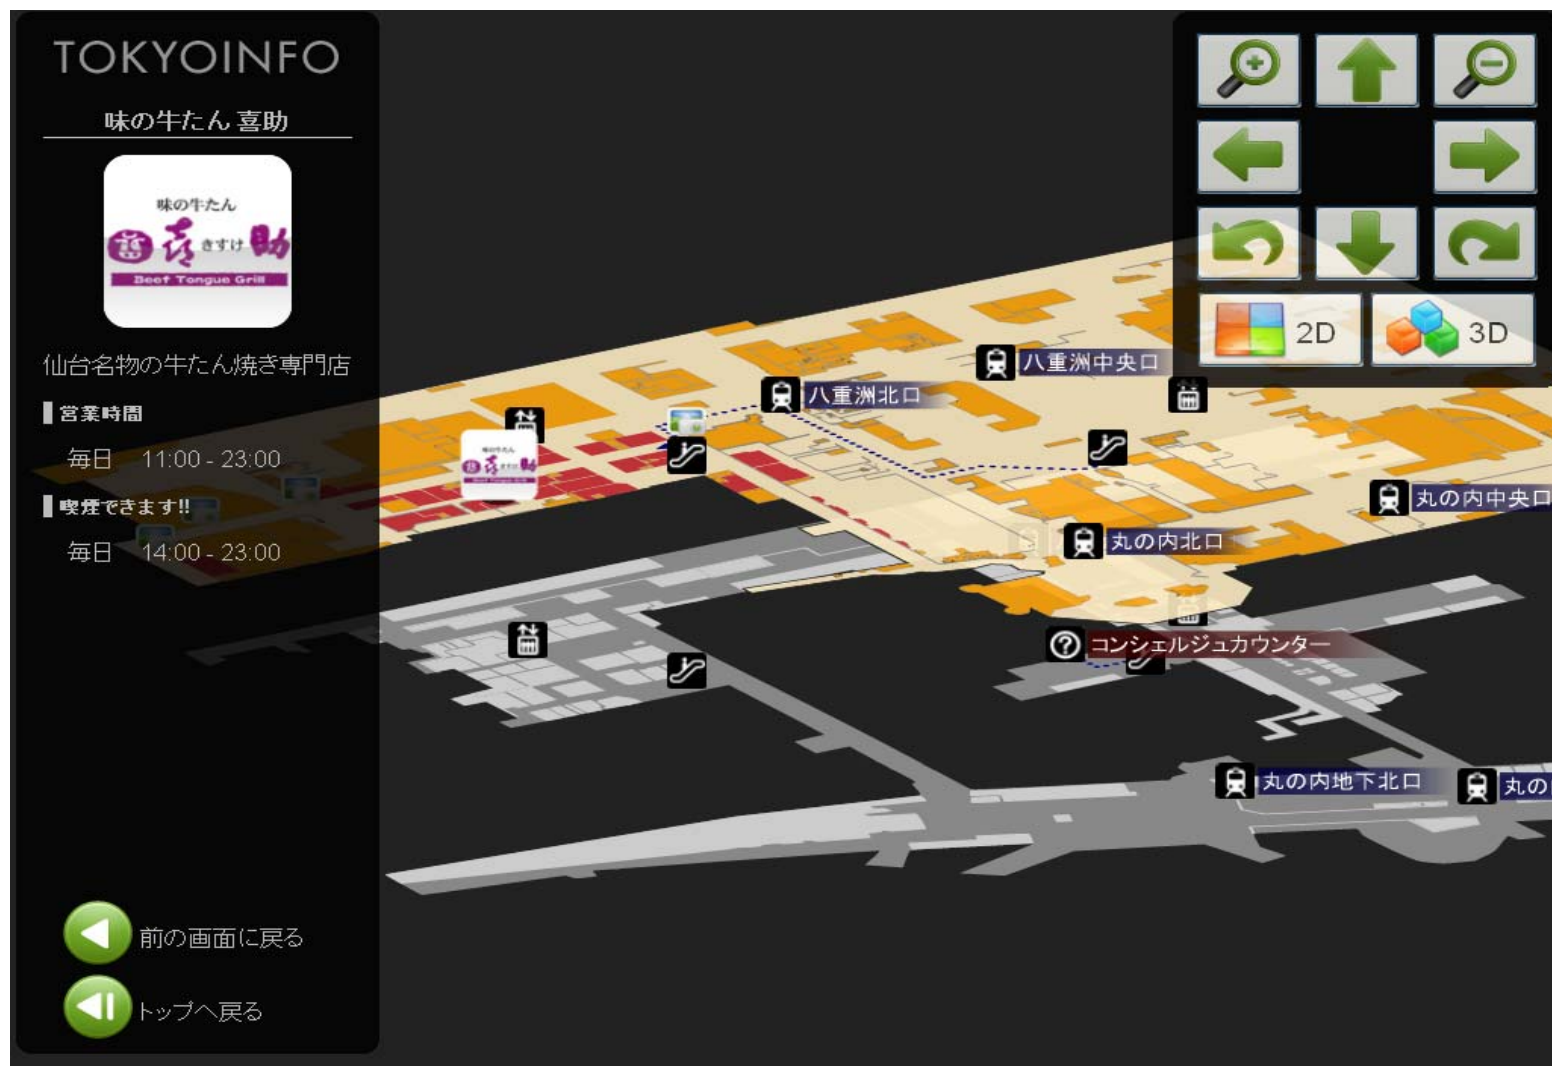 TOKYOINFO
味の牛たん 喜助
味の牛たん
喜 きすけ 助
Beef Tongue Grill
仙台名物の牛たん焼き専門店
営業時間
毎日 11:00 - 23:00
喫煙できます!!
毎日 14:00 - 23:00
前の画面に戻る
トップへ戻る
2D
3D
八重洲中央口
八重洲北口
丸の内中央口
丸の内北口
コンシェルジュカウンター
丸の内地下北口
丸の